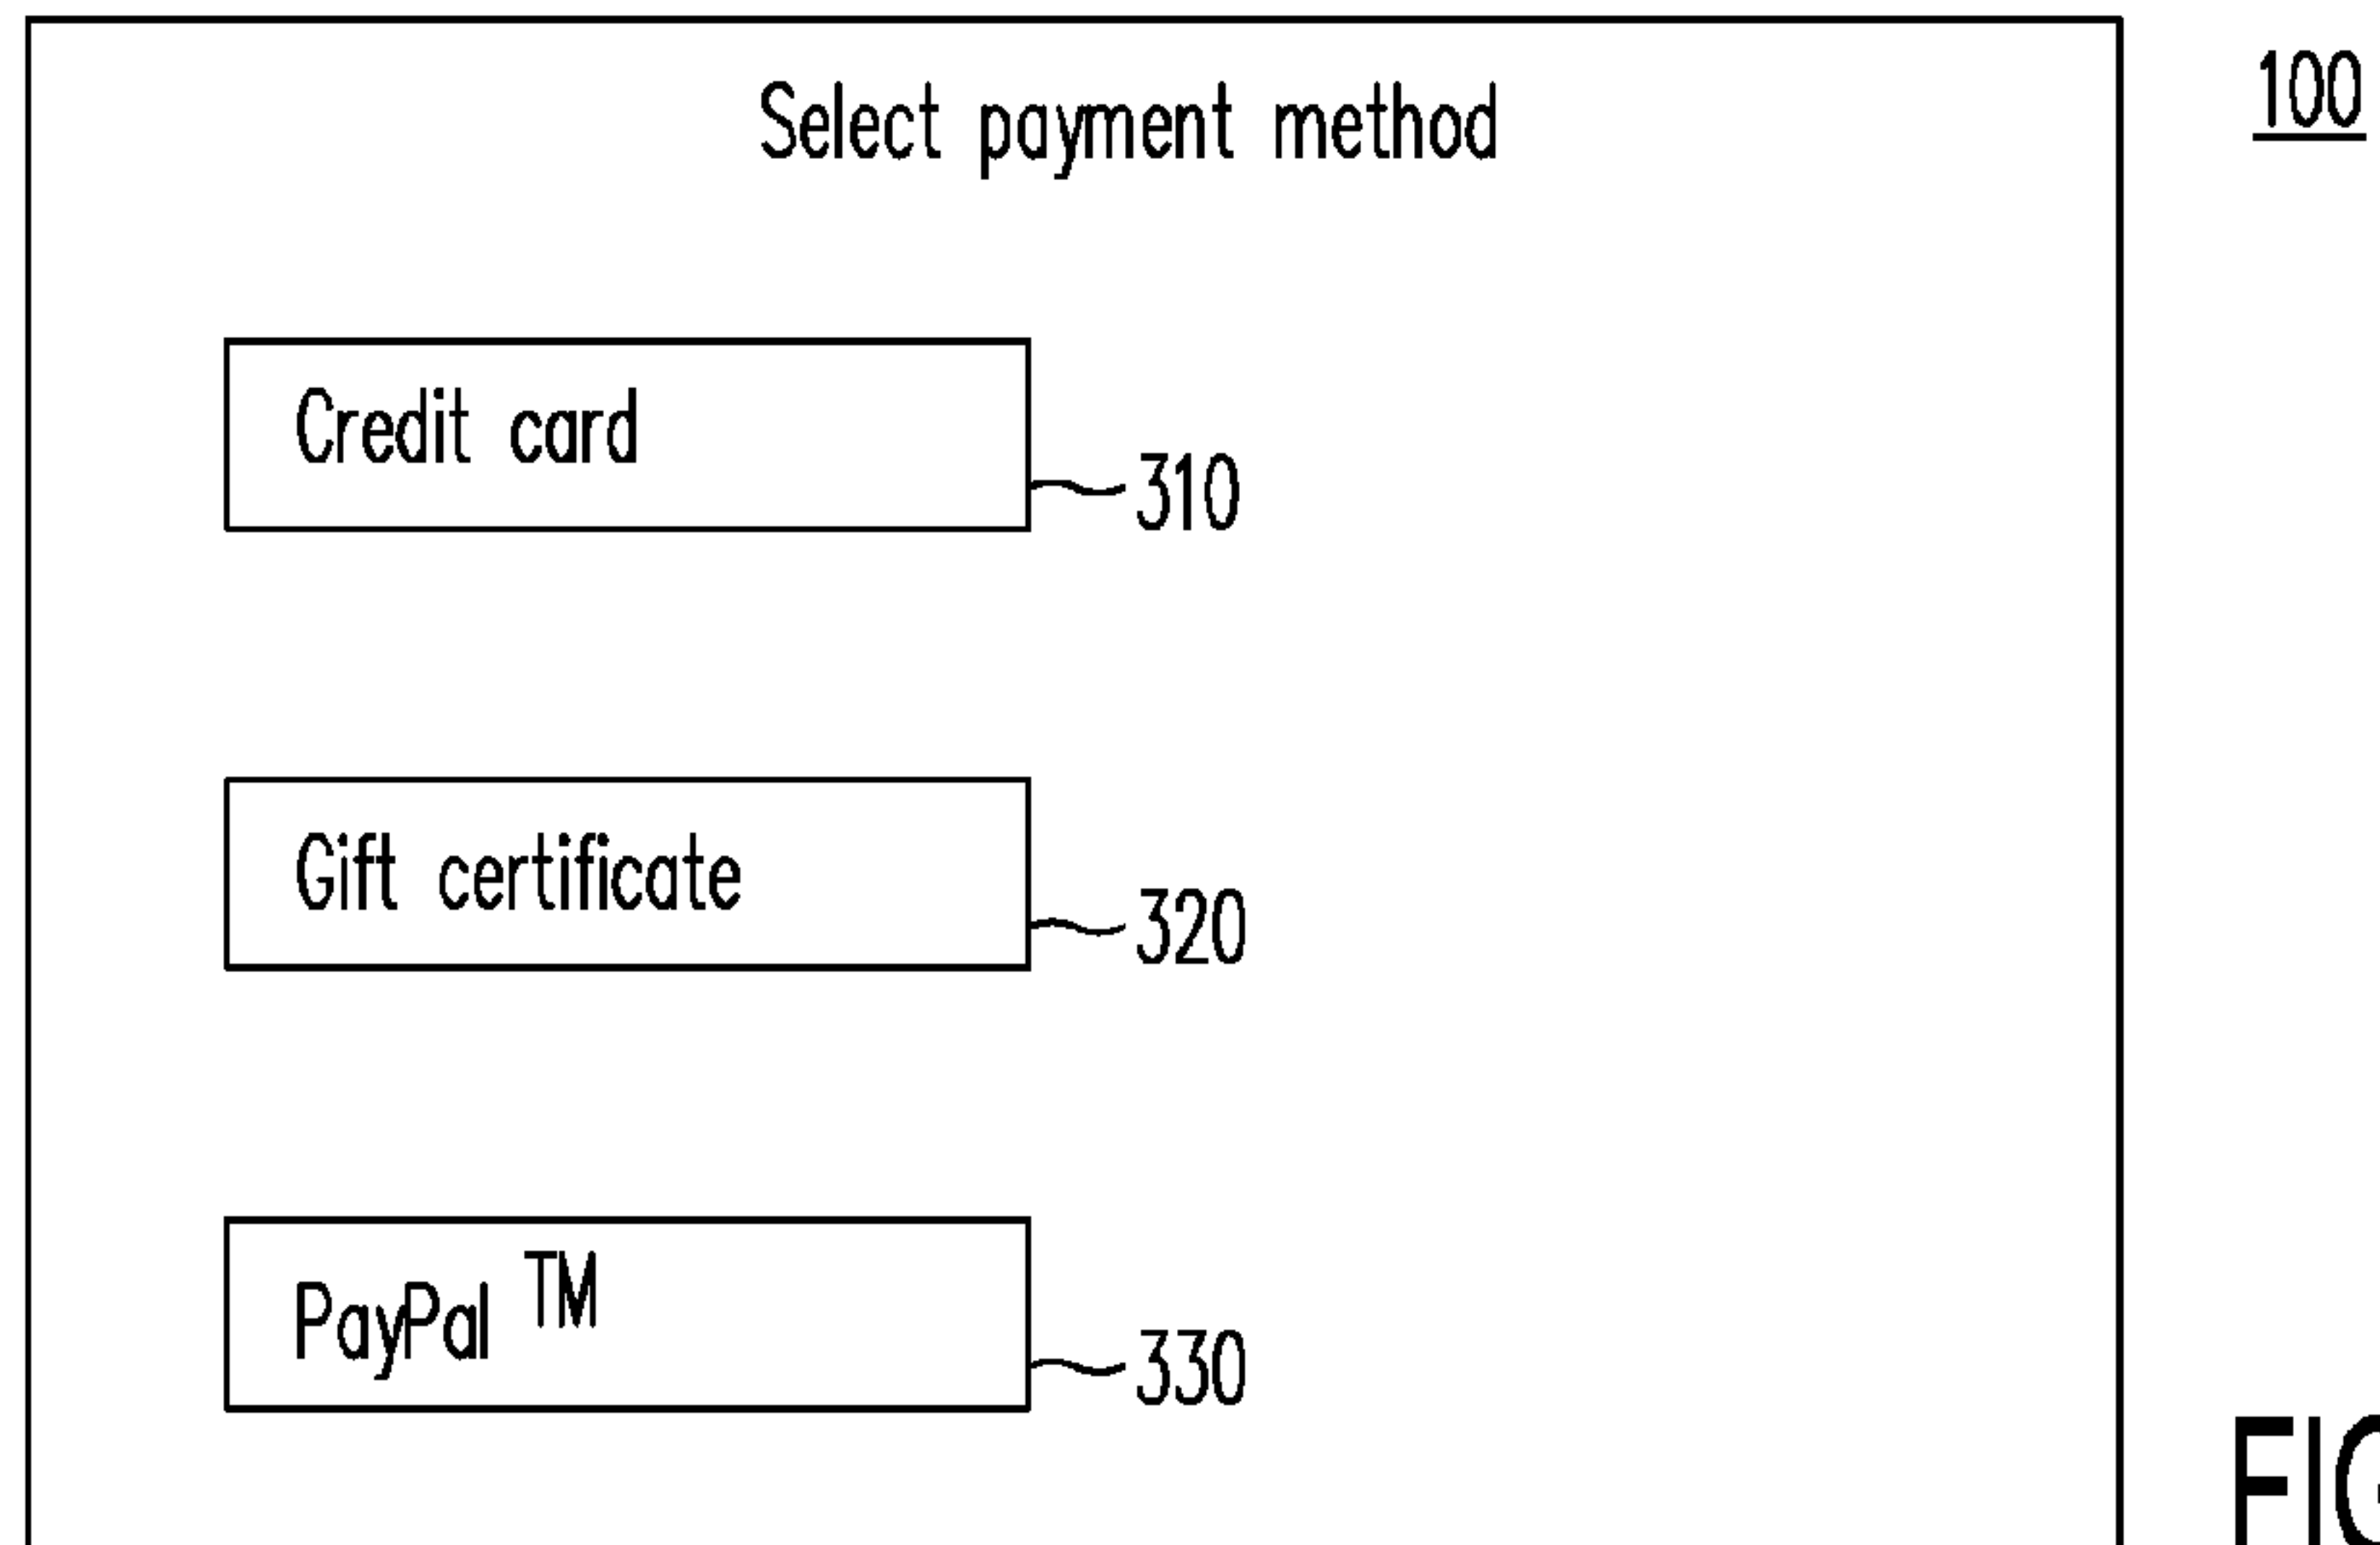 Select payment method
100
Credit card
310
Gift certificate
320
PayPal TM
330